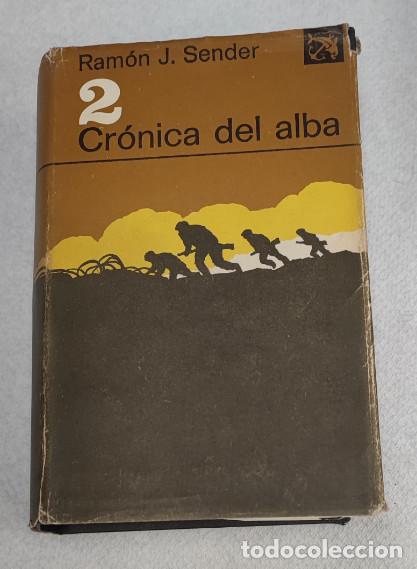 Ramón J. Sender
2
Crónica del alba
todocoleccion